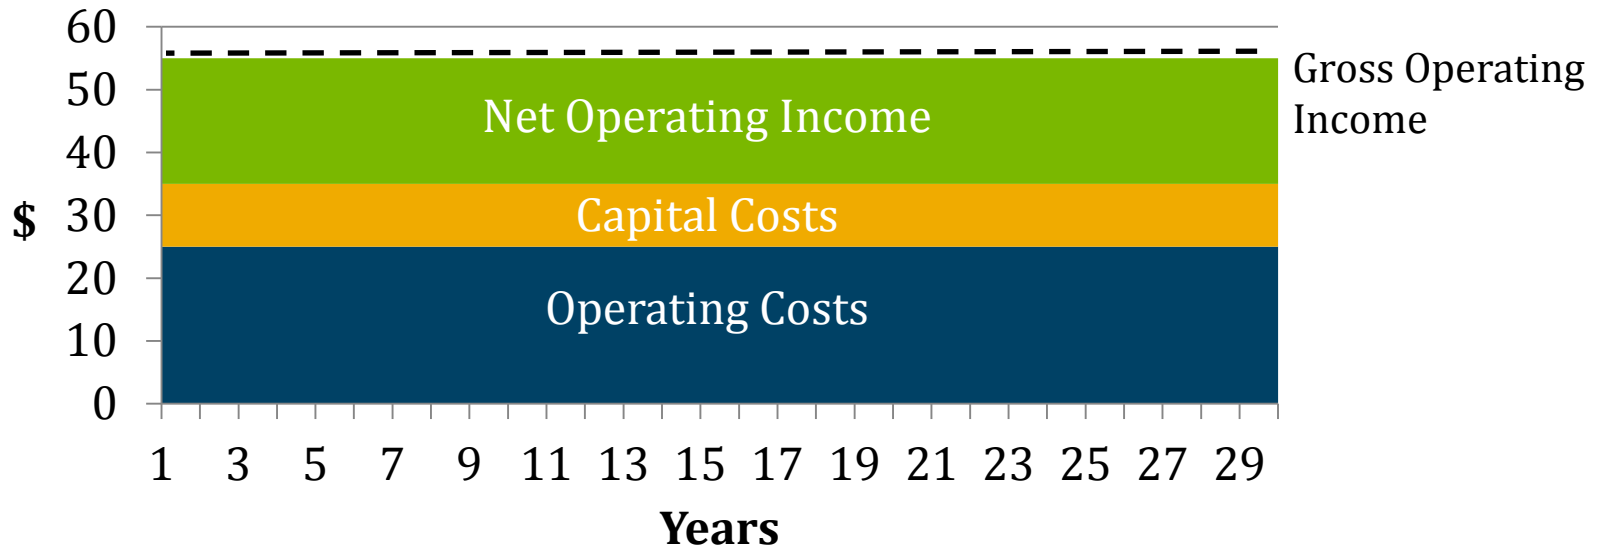 60
50
40
30
20
10
0
$
Net Operating Income
Capital Costs
Operating Costs
Gross Operating
Income
1 3 5 7 9 11 13 15 17 19 21 23 25 27 29
Years